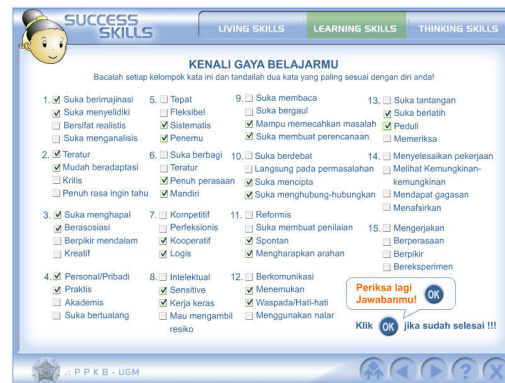 SUCCESS
SKILLS
LIVING SKILLS
LEARNING SKILLS
THINKING SKILLS
KENALI GAYA BELAJARMU
Bacalah setiap kelompok kata ini dan tandailah dua kata yang paling sesuai dengan diri anda!
1. Suka berimajinasi
Suka menyelidiki
Bersifat realistis
Suka menganalisis
2. Teratur
Mudah beradaptasi
Kritis
Penuh rasa ingin tahu
3. Suka menghapal
Berasosiasi
Berpikir mendalam
Kreatif
4. Personal/Pribadi
Praktis
Akademis
Suka bertualang
5. Tepat
Fleksibel
Sistematis
Penemu
6. Suka berbagi
Teratur
Penuh perasaan
Mandiri
7. Kompetitif
Perfeksionis
Kooperatif
Logis
8. Intelektual
Sensitive
Kerja keras
Mau mengambil
resiko
9. Suka membaca
Suka bergaul
Mampu memecahkan masalah
Suka membuat perencanaan
10. Suka berdebat
Langsung pada permasalahan
Suka mencipta
Suka menghubung-hubungkan
11. Reformis
Suka membuat penilaian
Spontan
Mengharapkan arahan
12. Berkomunikasi
Menemukan
Waspada/Hati-hati
Menggunakan nalar
13. Suka tantangan
Suka berlatih
Peduli
Memeriksa
14. Menyelesaikan pekerjaan
Melihat Kemungkinan-
kemungkinan
Mendapat gagasan
Menafsirkan
15. Mengerjakan
Berperasaan
Berpikir
Bereksperimen
Periksa lagi
Jawabanmu! OK
Klik OK jika sudah selesai !!!
.: P P K B - UGM
? X